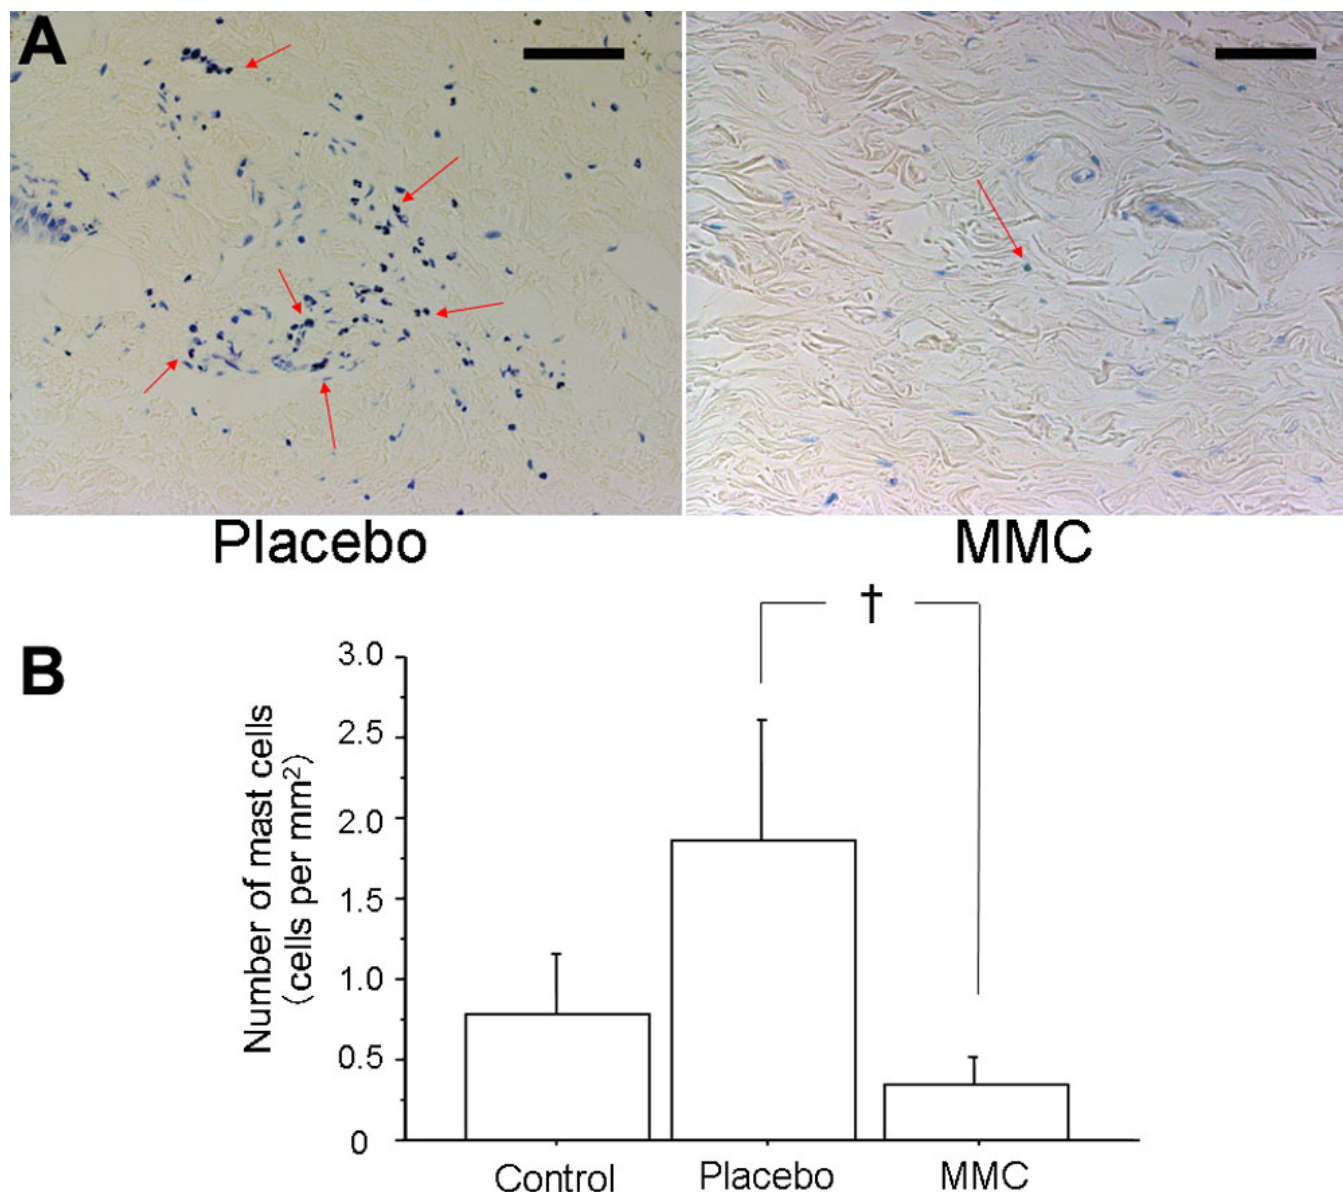 A
Placebo
MMC
†
B
3.0
2.5
2.0
1.5
1.0
0.5
0
Number of mast cells
(cells per mm²)
Control
Placebo
MMC